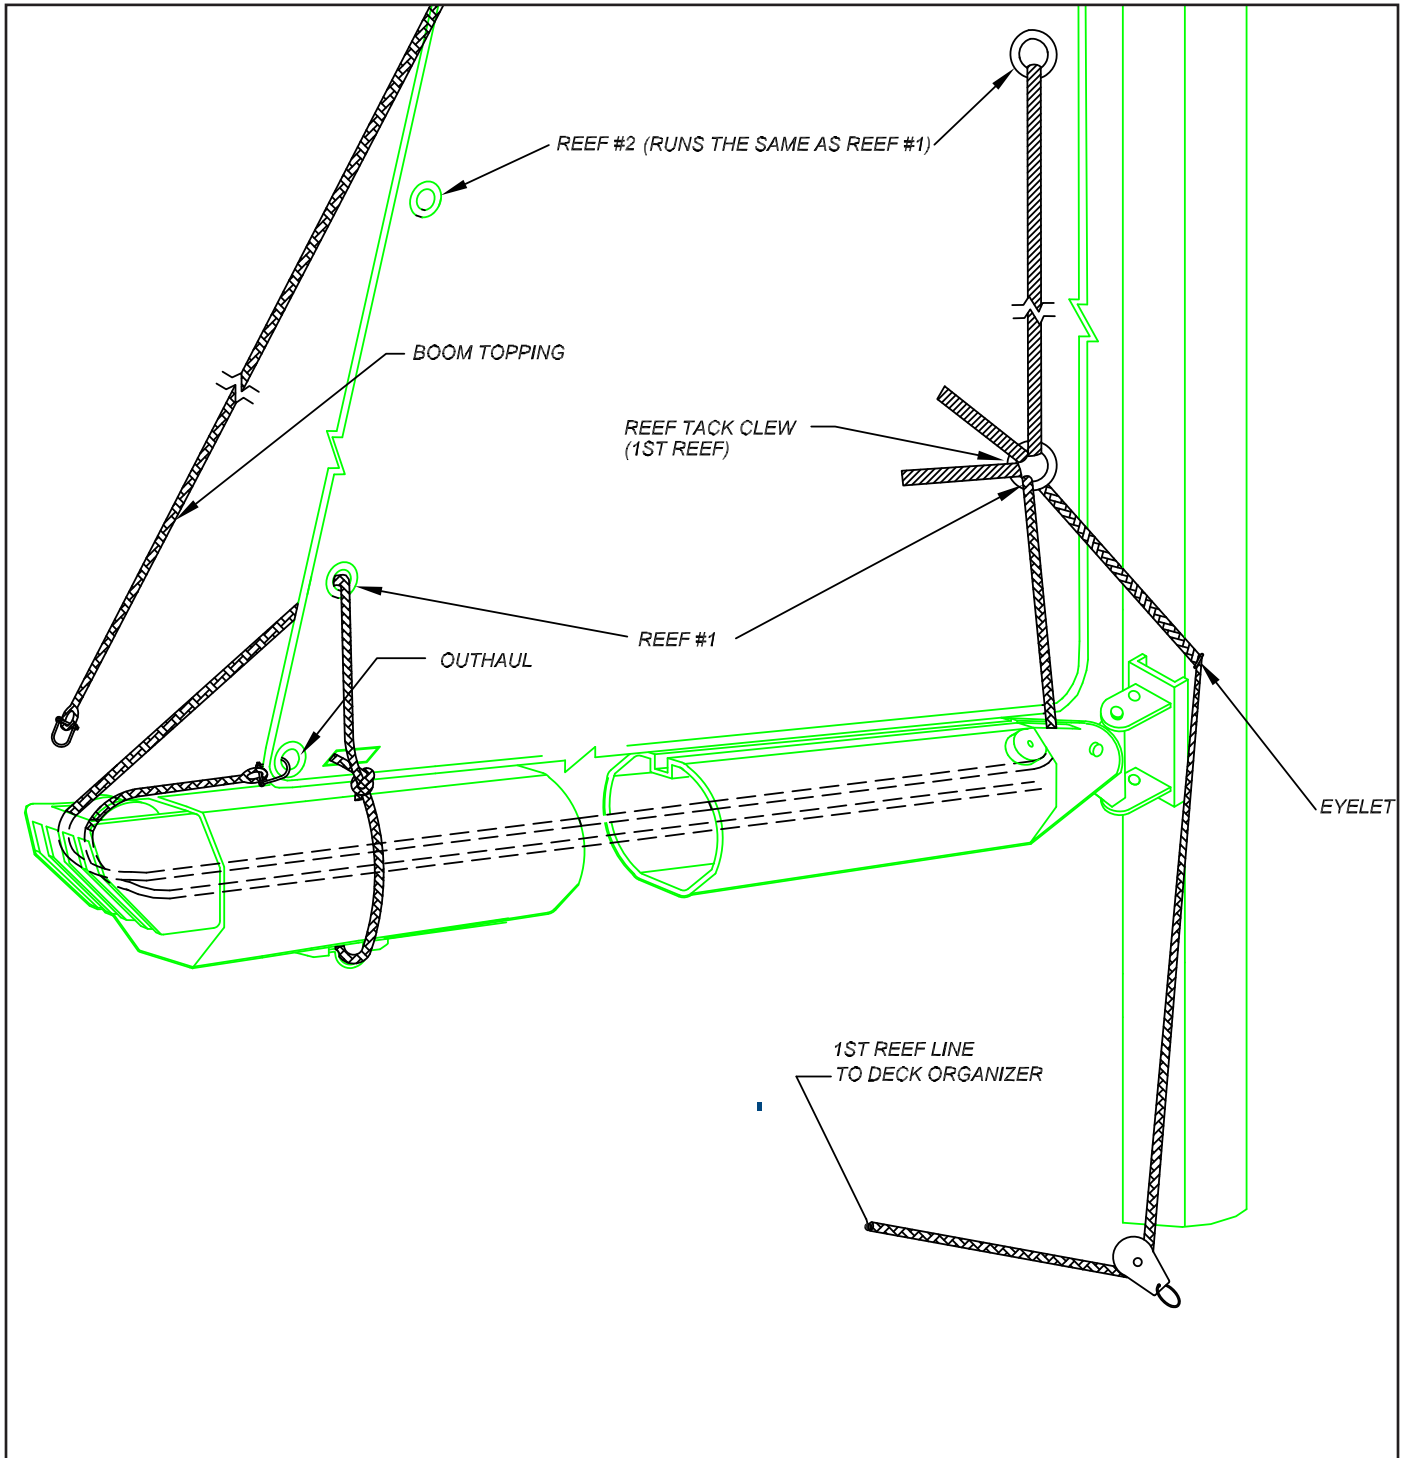 REEF #2 (RUNS THE SAME AS REEF #1)
BOOM TOPPING
REEF TACK CLEW
(1ST REEF)
REEF #1
OUTHAUL
EYELET
1ST REEF LINE
TO DECK ORGANIZER